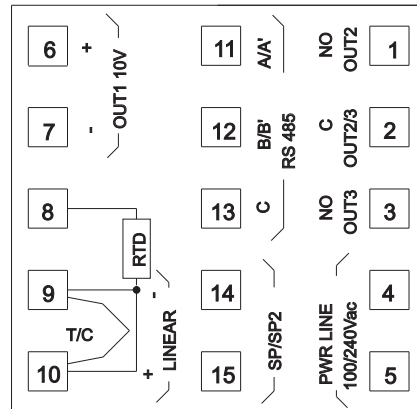 6 + 11 A/A' NO OUT2 1
OUT1 10V
7 - 12 B/B' RS 485 C OUT2/3 2
8 13 C NO OUT3 3
RTD
9 - 14 4
T/C LINEAR SP/SP2 PWR LINE 100/240Vac
10 + 15 5